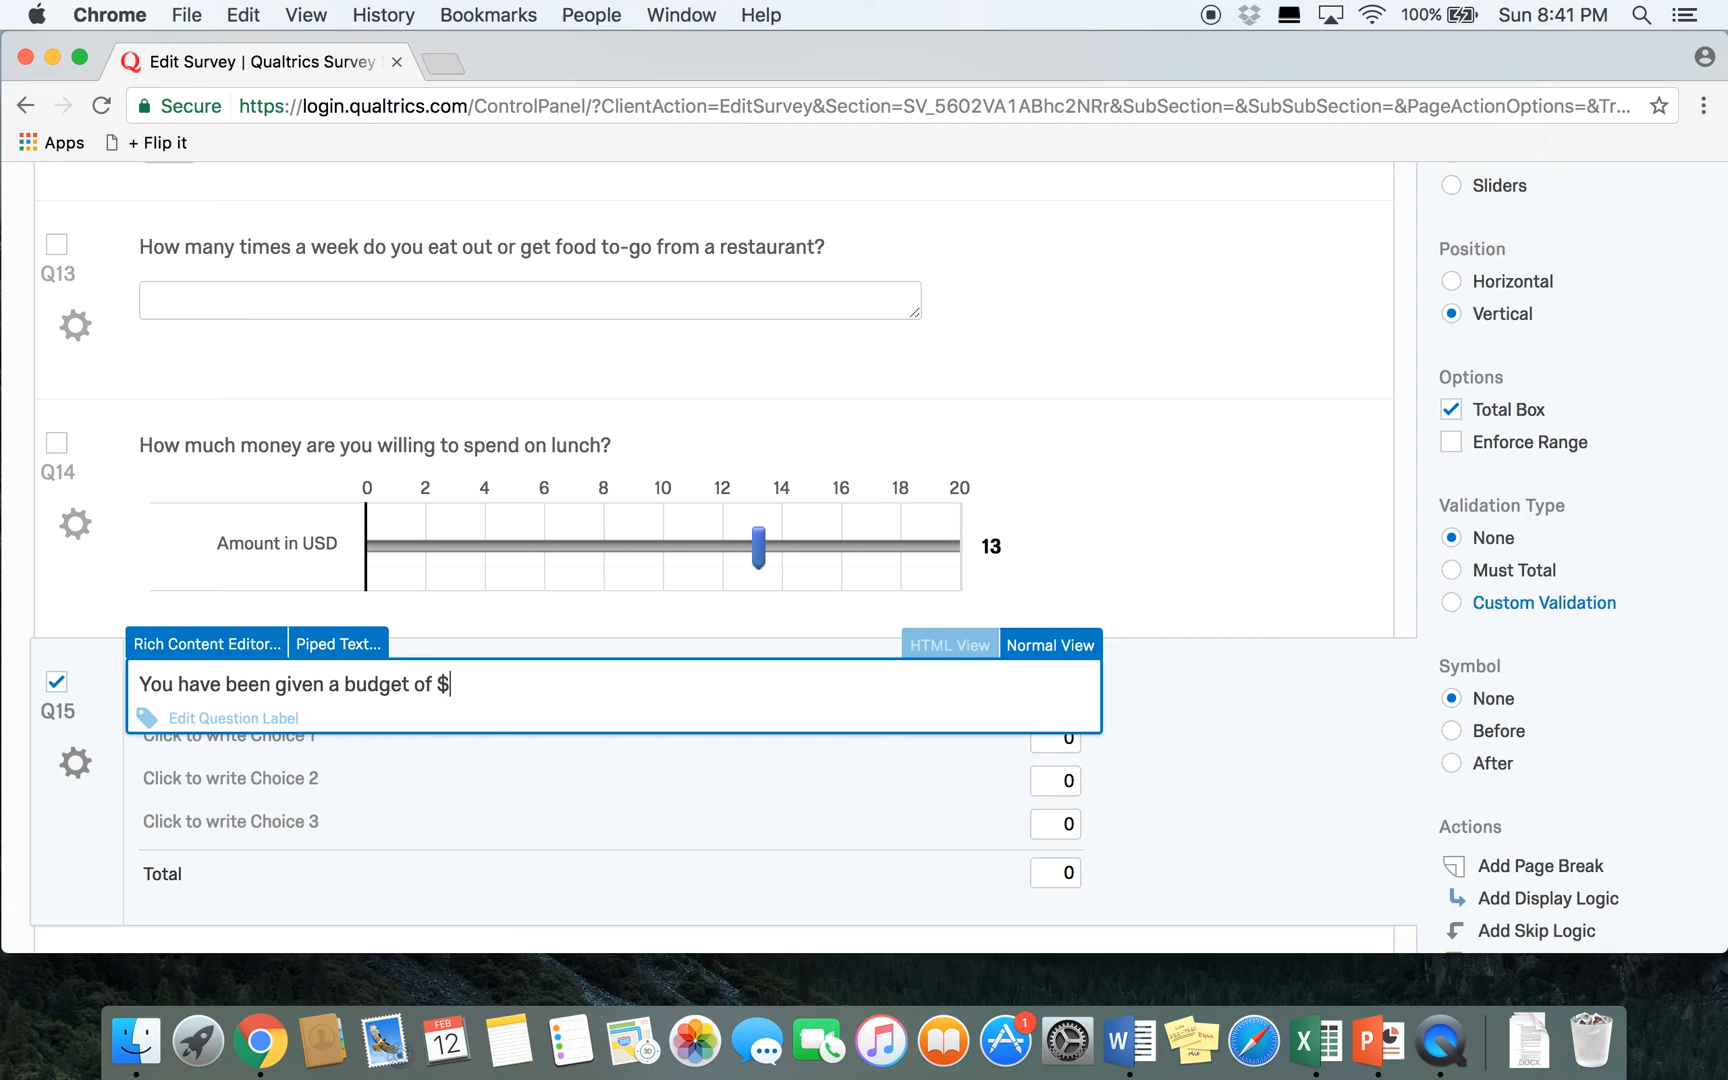 Chrome File Edit View History Bookmarks People Window Help 100% Sun 8:41 PM
Edit Survey | Qualtrics Survey
Secure https://login.qualtrics.com/ControlPanel/?ClientAction=EditSurvey&Section=SV_5602VA1ABhc2NRr&SubSection=&SubSubSection=&PageActionOptions=&Tr...
Apps + Flip it
Sliders
How many times a week do you eat out or get food to-go from a restaurant?
Q13
Position
Horizontal
Vertical
Options
Total Box
Enforce Range
How much money are you willing to spend on lunch?
Q14
0 2 4 6 8 10 12 14 16 18 20
Amount in USD 13
Validation Type
None
Must Total
Custom Validation
Rich Content Editor... Piped Text... HTML View Normal View
You have been given a budget of $
Q15
Edit Question Label
Click to write Choice 1 0
Click to write Choice 2 0
Click to write Choice 3 0
Total 0
Symbol
None
Before
After
Actions
Add Page Break
Add Display Logic
Add Skip Logic
FEB
12
1
DOCX